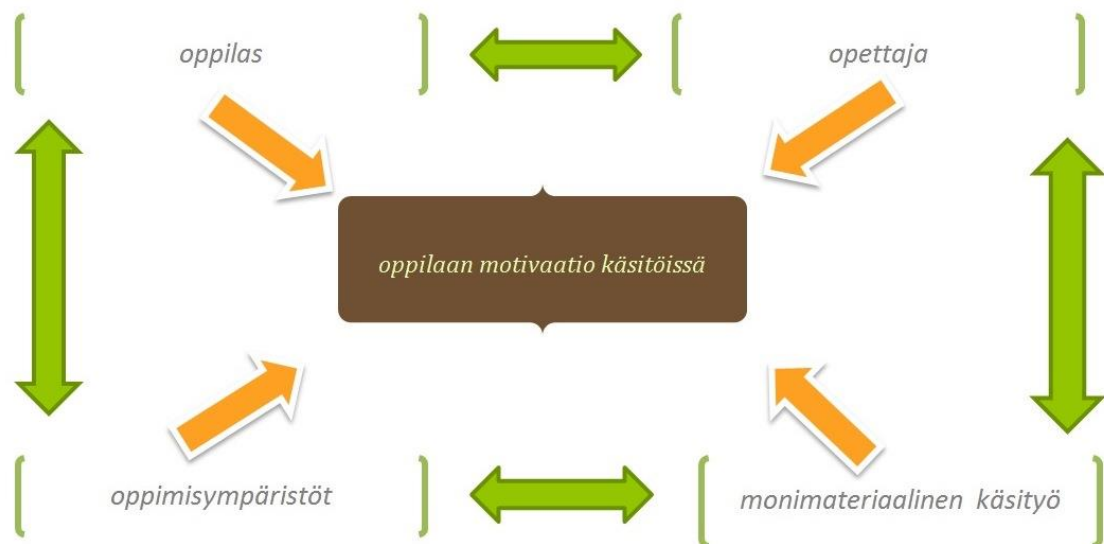 oppilas
opettaja
oppilaan motivaatio käsitöissä
oppimisympäristöt
monimateriaalinen käsityö